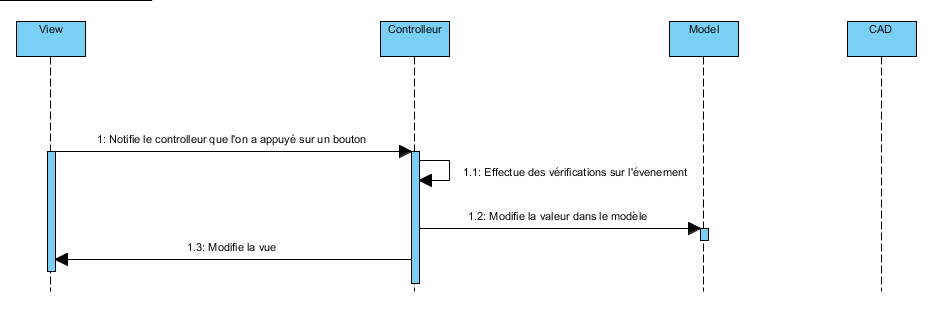 View
Controlleur
Model
CAD
1: Notifie le controlleur que l'on a appuyé sur un bouton
1.1: Effectue des vérifications sur l'évenement
1.2: Modifie la valeur dans le modèle
1.3: Modifie la vue